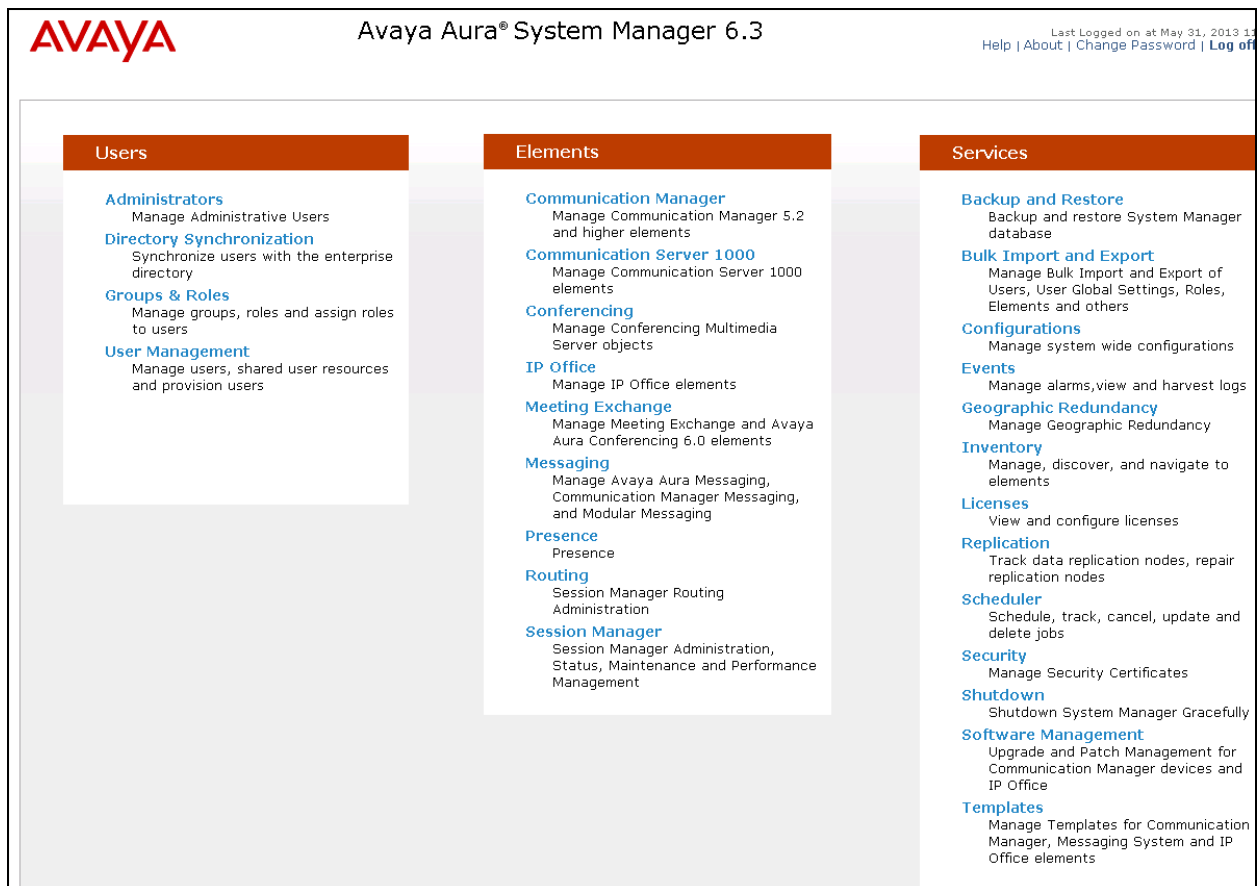 AVAYA
Avaya Aura® System Manager 6.3
Last Logged on at May 31, 2013 11
Help | About | Change Password | Log off
Users
Administrators
Manage Administrative Users
Directory Synchronization
Synchronize users with the enterprise
directory
Groups & Roles
Manage groups, roles and assign roles
to users
User Management
Manage users, shared user resources
and provision users
Elements
Communication Manager
Manage Communication Manager 5.2
and higher elements
Communication Server 1000
Manage Communication Server 1000
elements
Conferencing
Manage Conferencing Multimedia
Server objects
IP Office
Manage IP Office elements
Meeting Exchange
Manage Meeting Exchange and Avaya
Aura Conferencing 6.0 elements
Messaging
Manage Avaya Aura Messaging,
Communication Manager Messaging,
and Modular Messaging
Presence
Presence
Routing
Session Manager Routing
Administration
Session Manager
Session Manager Administration,
Status, Maintenance and Performance
Management
Services
Backup and Restore
Backup and restore System Manager
database
Bulk Import and Export
Manage Bulk Import and Export of
Users, User Global Settings, Roles,
Elements and others
Configurations
Manage system wide configurations
Events
Manage alarms,view and harvest logs
Geographic Redundancy
Manage Geographic Redundancy
Inventory
Manage, discover, and navigate to
elements
Licenses
View and configure licenses
Replication
Track data replication nodes, repair
replication nodes
Scheduler
Schedule, track, cancel, update and
delete jobs
Security
Manage Security Certificates
Shutdown
Shutdown System Manager Gracefully
Software Management
Upgrade and Patch Management for
Communication Manager devices and
IP Office
Templates
Manage Templates for Communication
Manager, Messaging System and IP
Office elements